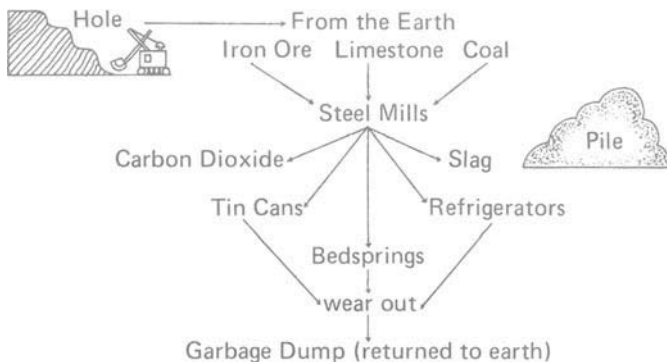 Hole
From the Earth
Iron Ore Limestone Coal
Steel Mills
Pile
Carbon Dioxide
Slag
Tin Cans
Refrigerators
Bedsprings
wear out
Garbage Dump (returned to earth)